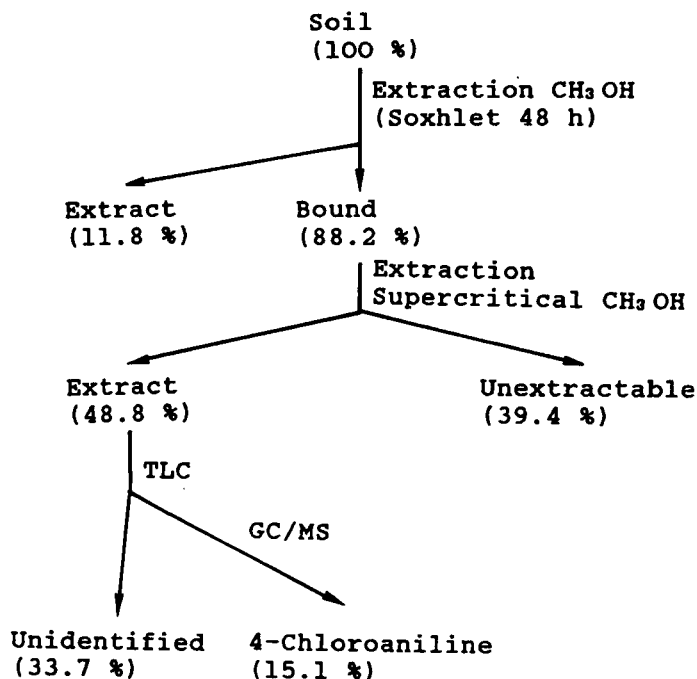 Soil
(100 %)
Extraction CH₃OH
(Soxhlet 48 h)
Extract
(11.8 %)
Bound
(88.2 %)
Extraction
Supercritical CH₃OH
Extract
(48.8 %)
Unextractable
(39.4 %)
TLC
GC/MS
Unidentified
(33.7 %)
4-Chloroaniline
(15.1 %)